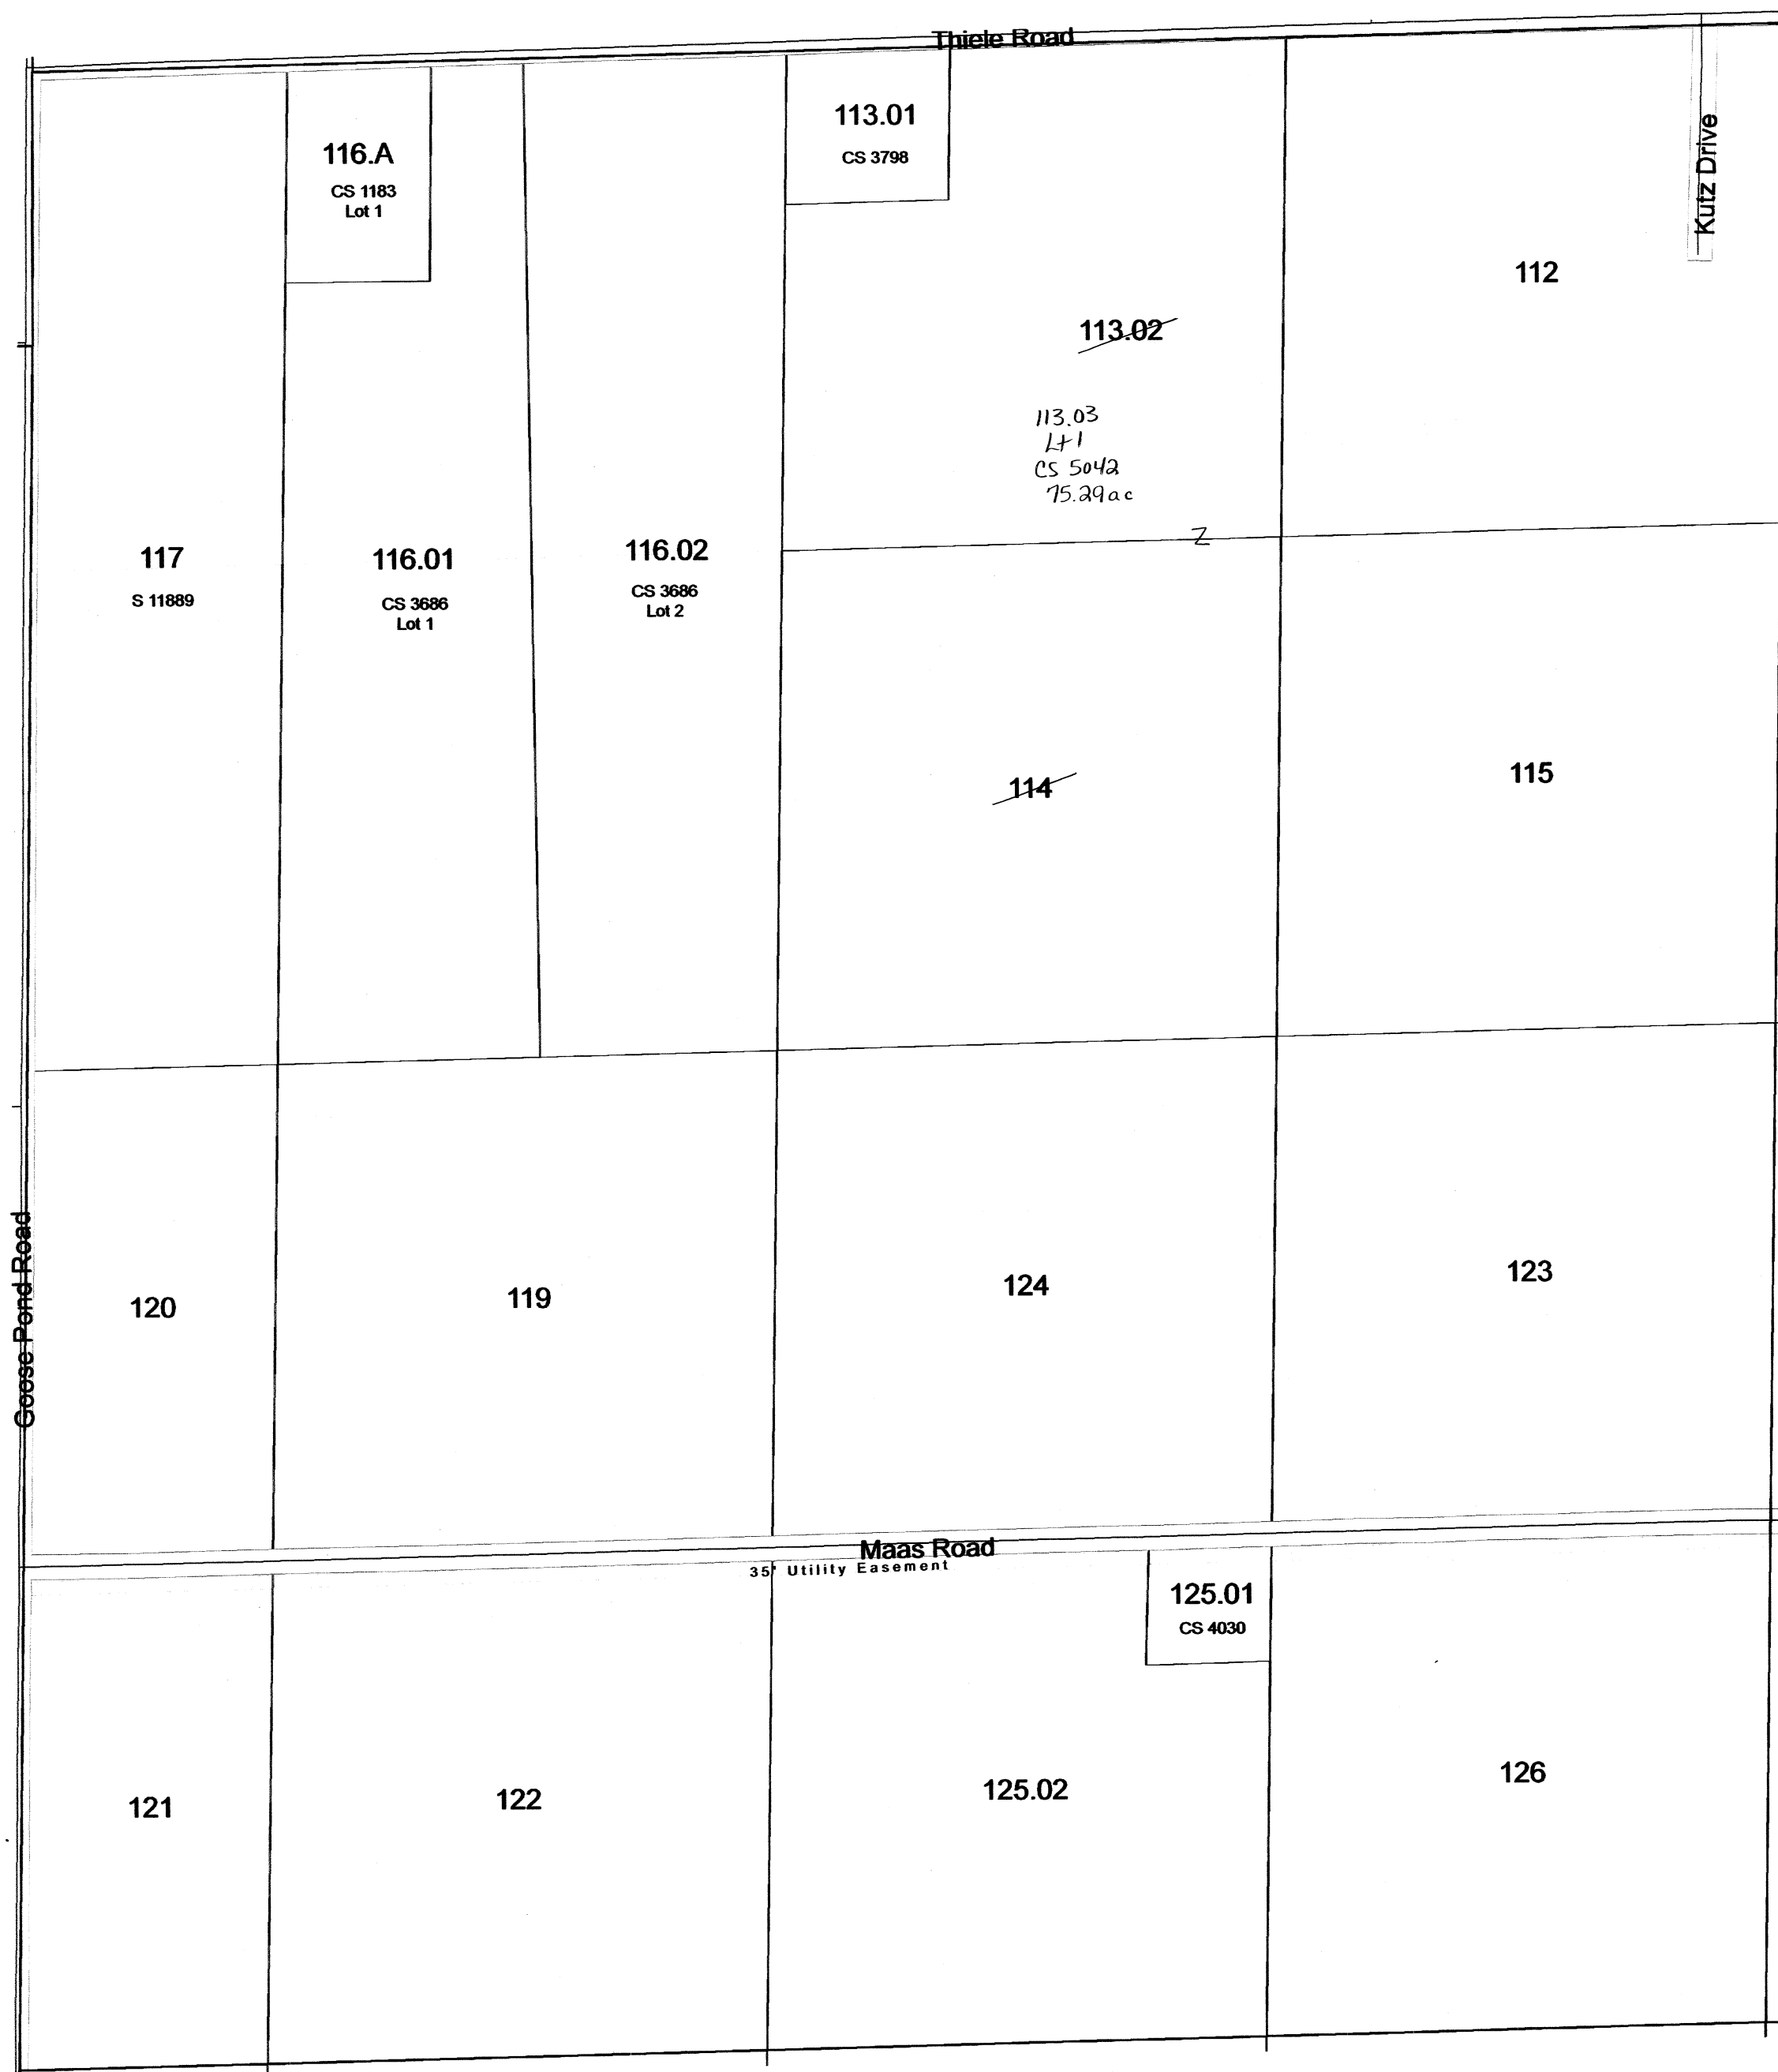 Thiele Road
Kutz Drive
116.A
CS 1183
Lot 1
113.01
CS 3798
112
113.02
113.03
Lt 1
CS 5042
75.29ac
Z
117
S 11889
116.01
CS 3686
Lot 1
116.02
CS 3686
Lot 2
114
115
Goose Pond Road
120
119
124
123
Maas Road
35' Utility Easement
125.01
CS 4030
121
122
125.02
126